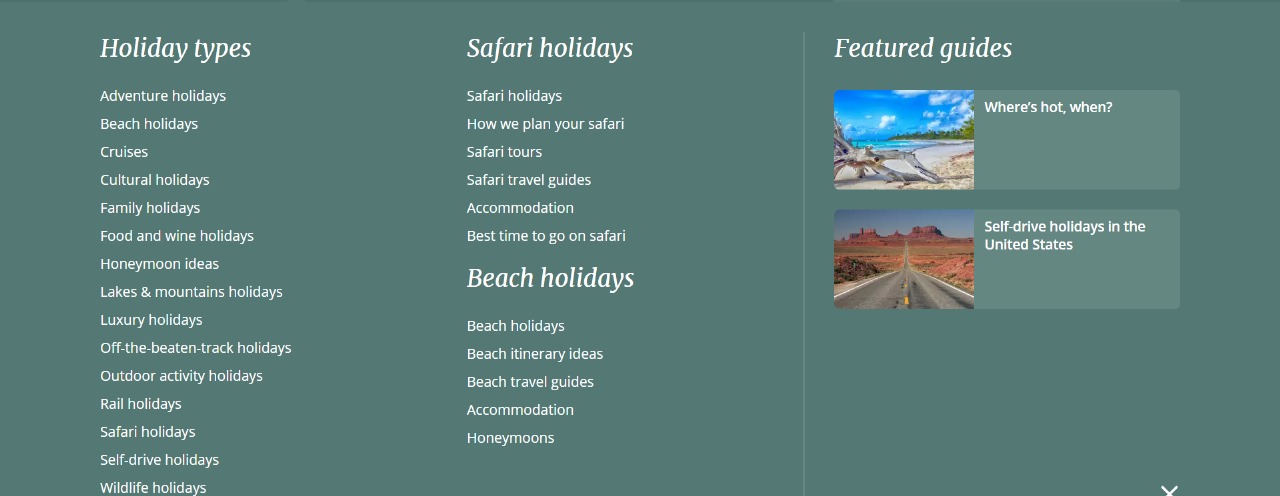 Holiday types
Adventure holidays
Beach holidays
Cruises
Cultural holidays
Family holidays
Food and wine holidays
Honeymoon ideas
Lakes & mountains holidays
Luxury holidays
Off-the-beaten-track holidays
Outdoor activity holidays
Rail holidays
Safari holidays
Self-drive holidays
Wildlife holidays
Safari holidays
Safari holidays
How we plan your safari
Safari tours
Safari travel guides
Accommodation
Best time to go on safari
Beach holidays
Beach holidays
Beach itinerary ideas
Beach travel guides
Accommodation
Honeymoons
Featured guides
Where’s hot, when?
Self-drive holidays in the
United States